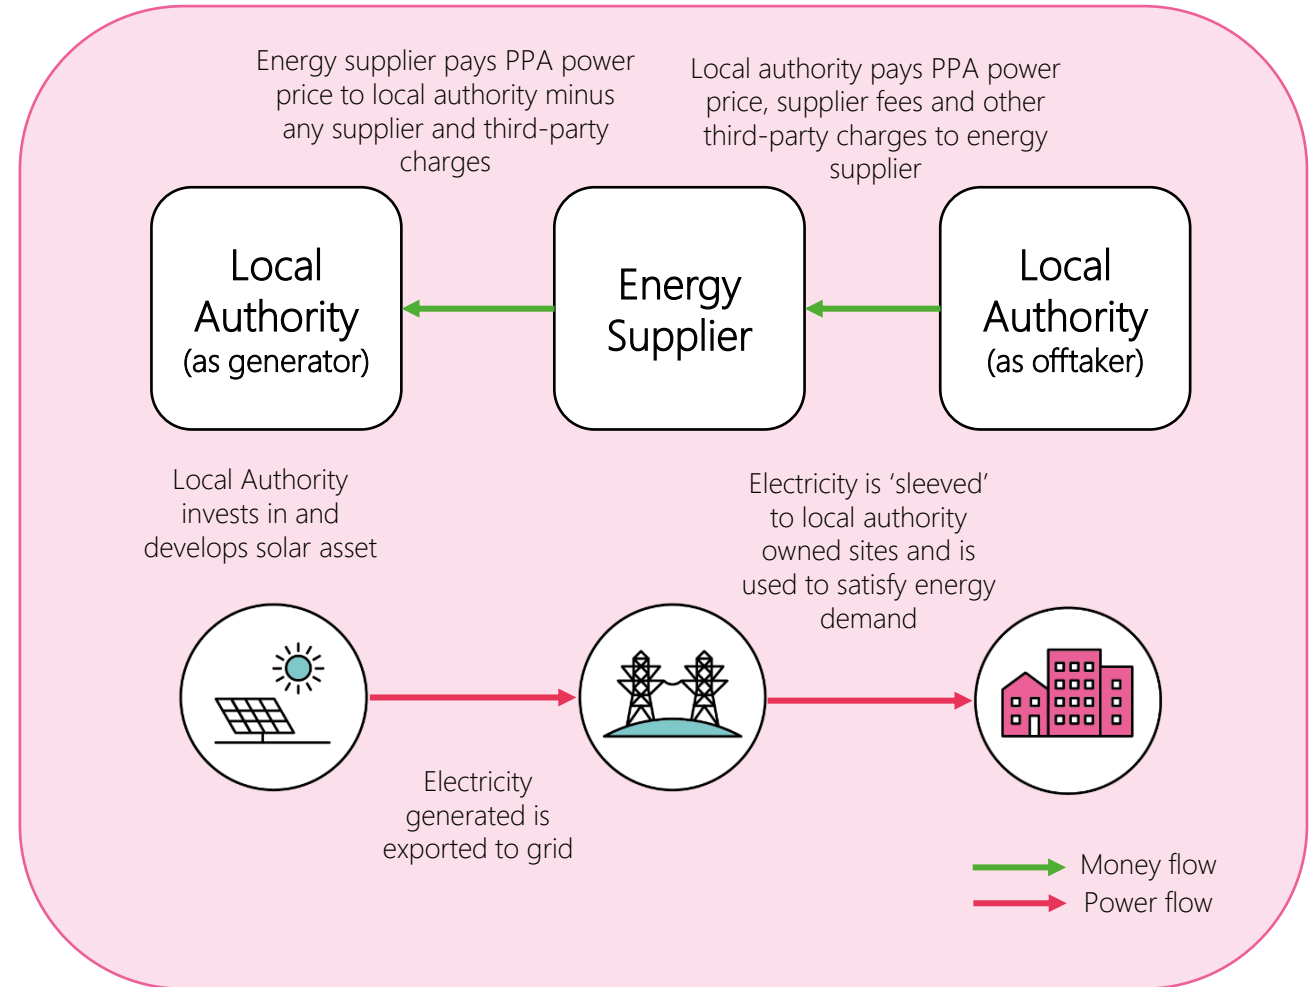 Energy supplier pays PPA power
price to local authority minus
any supplier and third-party
charges
Local authority pays PPA power
price, supplier fees and other
third-party charges to energy
supplier
Local
Authority
(as generator)
Energy
Supplier
Local
Authority
(as offtaker)
Local Authority
invests in and
develops solar asset
Electricity is ‘sleeved’
to local authority
owned sites and is
used to satisfy energy
demand
Electricity
generated is
exported to grid
Money flow
Power flow